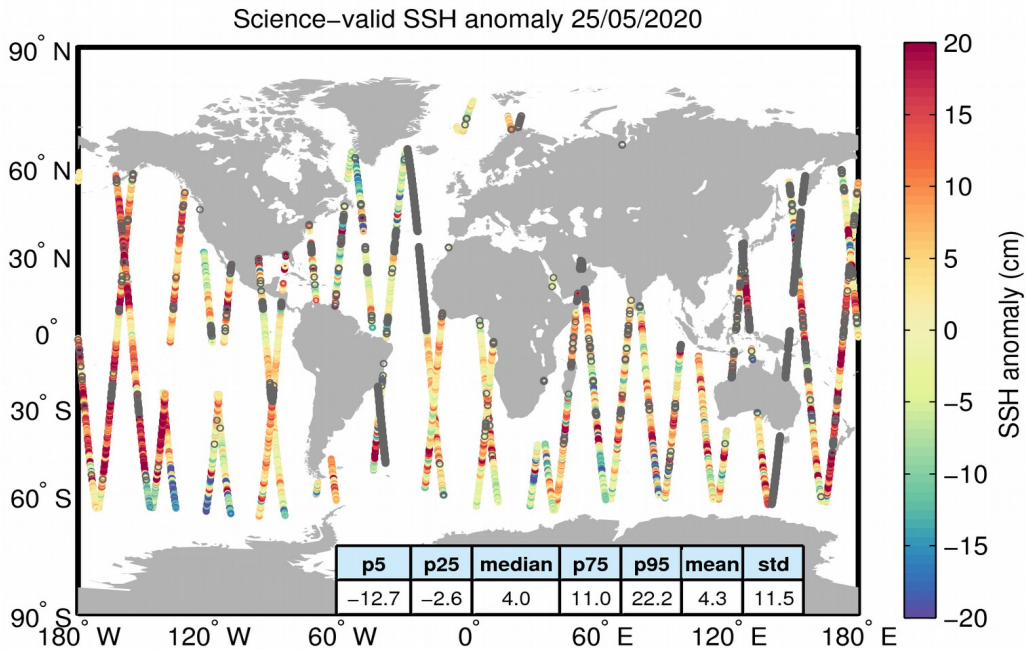 Science−valid SSH anomaly 25/05/2020
90° N
60° N
30° N
0°
30° S
60° S
90° S
180° W
120° W
60° W
0°
60° E
120° E
180° E
20
15
10
5
0
−5
−10
−15
−20
SSH anomaly (cm)
p5 p25 median p75 p95 mean std
−12.7 −2.6 4.0 11.0 22.2 4.3 11.5